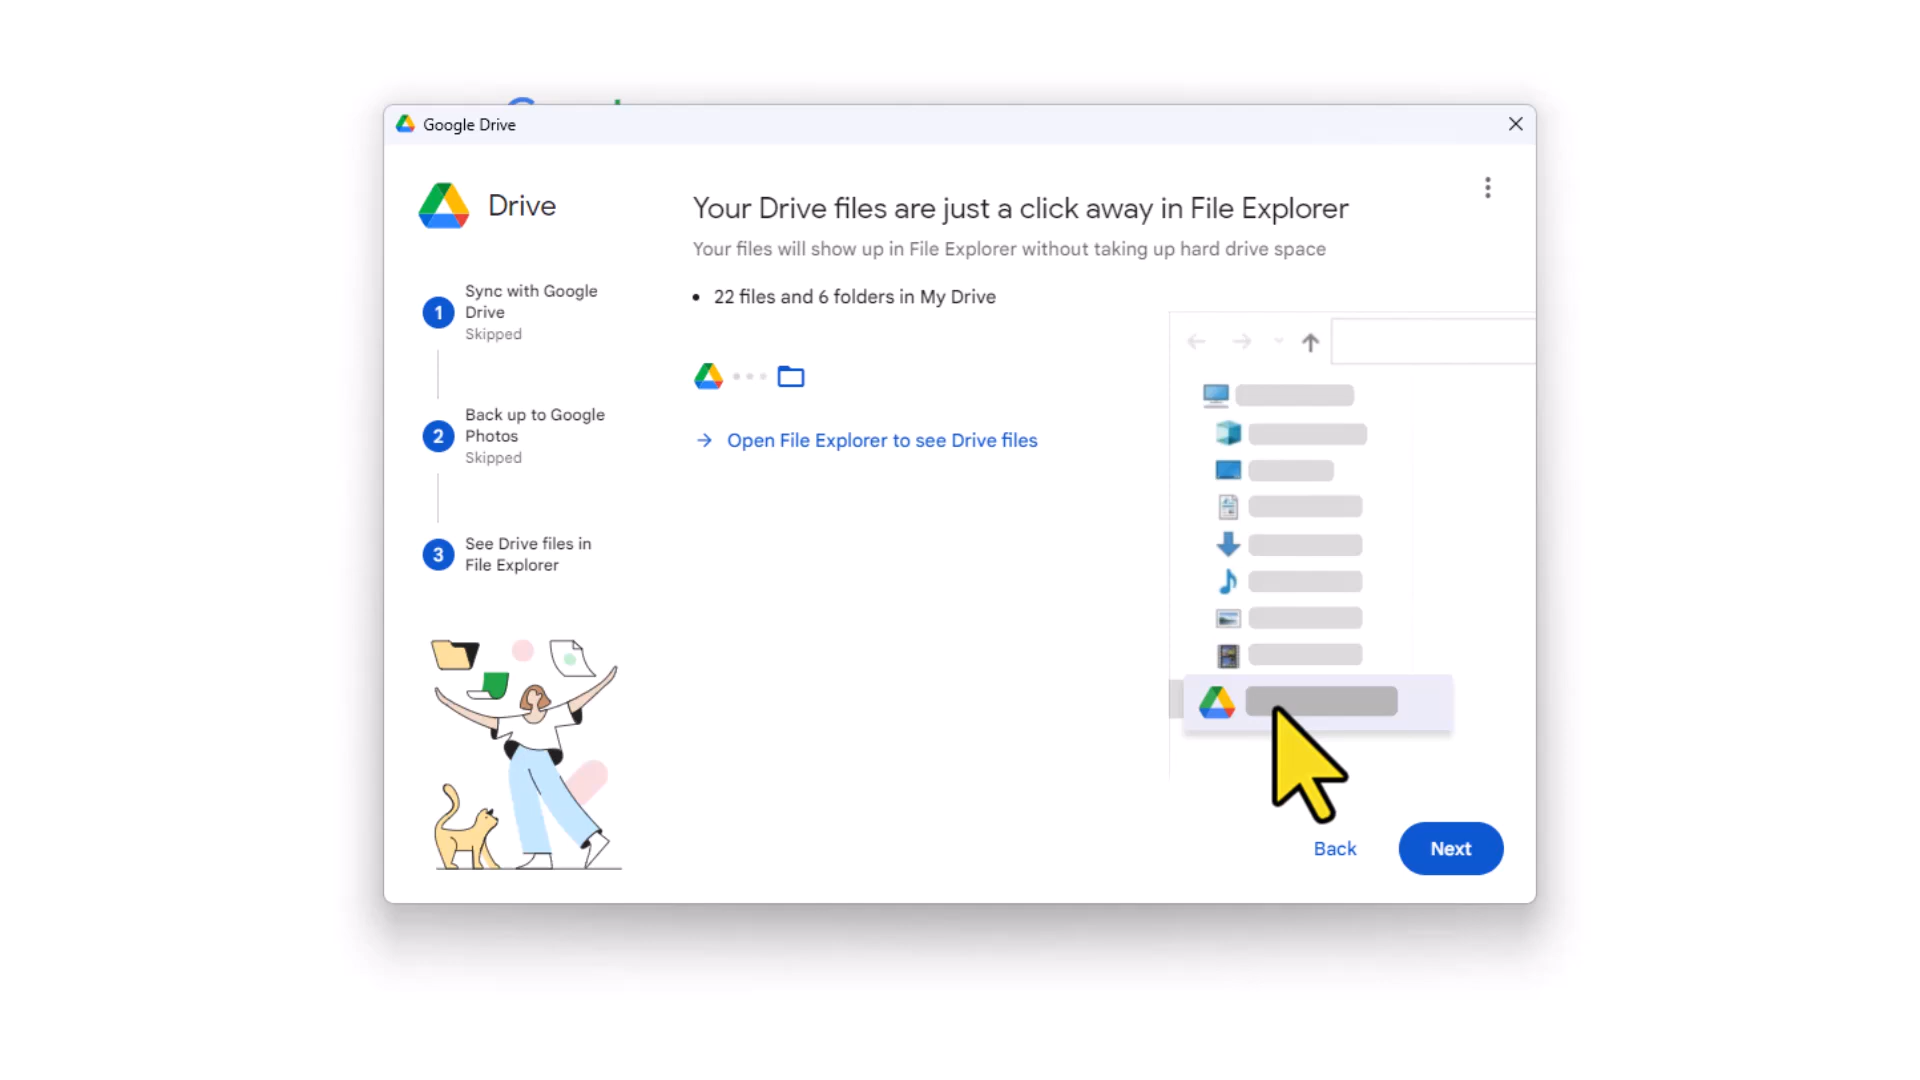 Google Drive
Drive
Your Drive files are just a click away in File Explorer
Your files will show up in File Explorer without taking up hard drive space
• 22 files and 6 folders in My Drive
→ Open File Explorer to see Drive files
1
Sync with Google
Drive
Skipped
2
Back up to Google
Photos
Skipped
3
See Drive files in
File Explorer
Back
Next